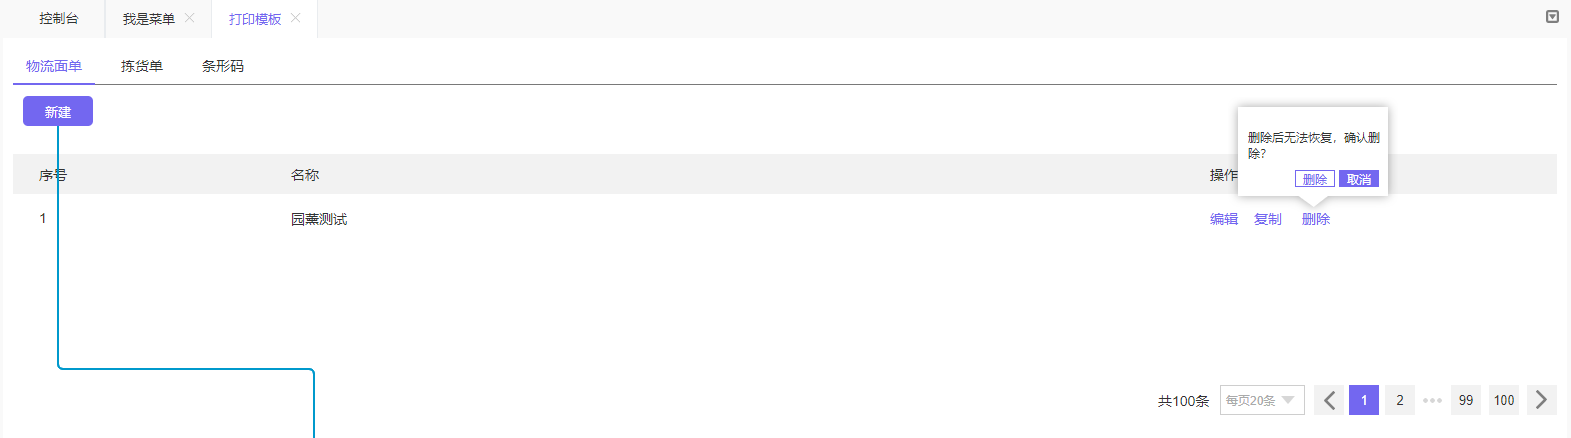 控制台 我是菜单 打印模板
物流面单 拣货单 条形码
新建
删除后无法恢复，确认删
除?
删除 取消
序号 名称 操作
1 园薰测试 编辑 复制 删除
共100条 每页20条 1 2 99 100